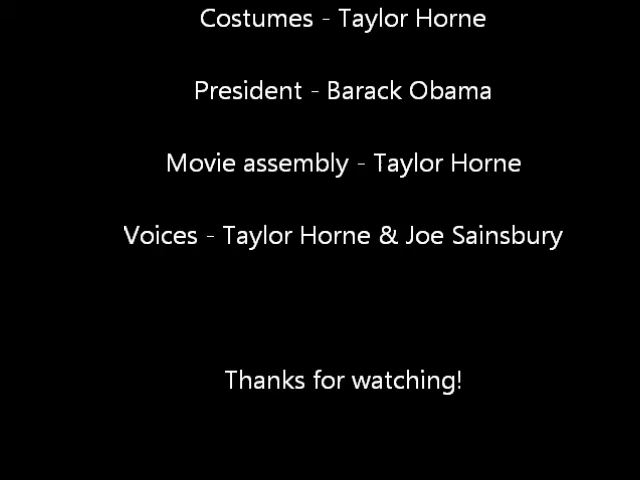 Costumes - Taylor Horne
President - Barack Obama
Movie assembly - Taylor Horne
Voices - Taylor Horne & Joe Sainsbury
Thanks for watching!